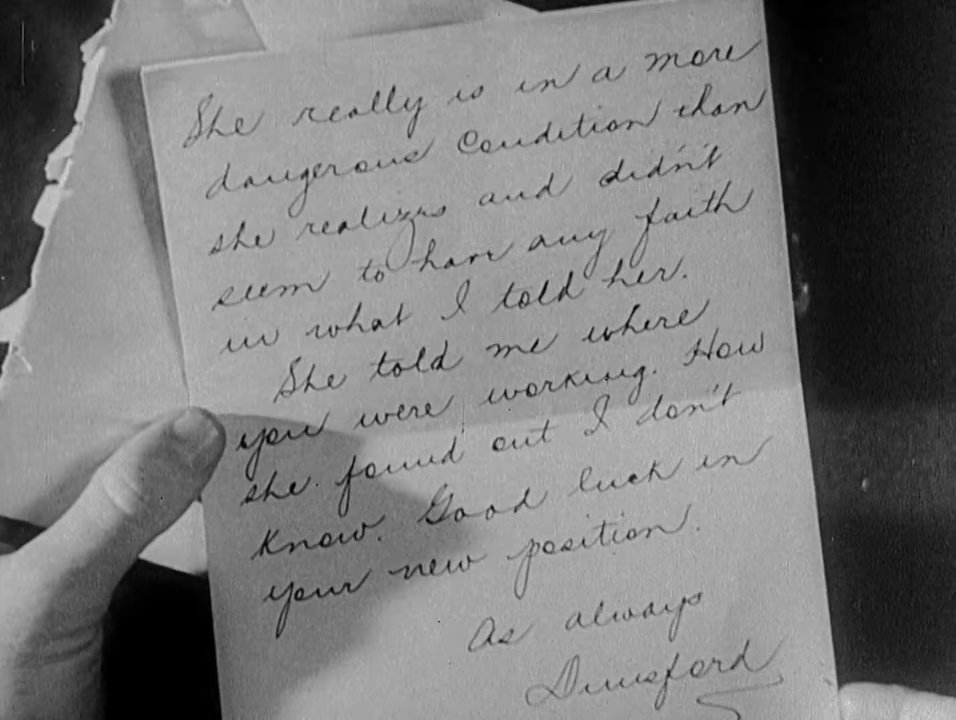 She really is in a more
dangerous condition than
she realizes and didn't
seem to have any faith
in what I told her.
She told me where
you were working. How
she found out I don't
know. Good luck in
your new position.
As always
Dunsford